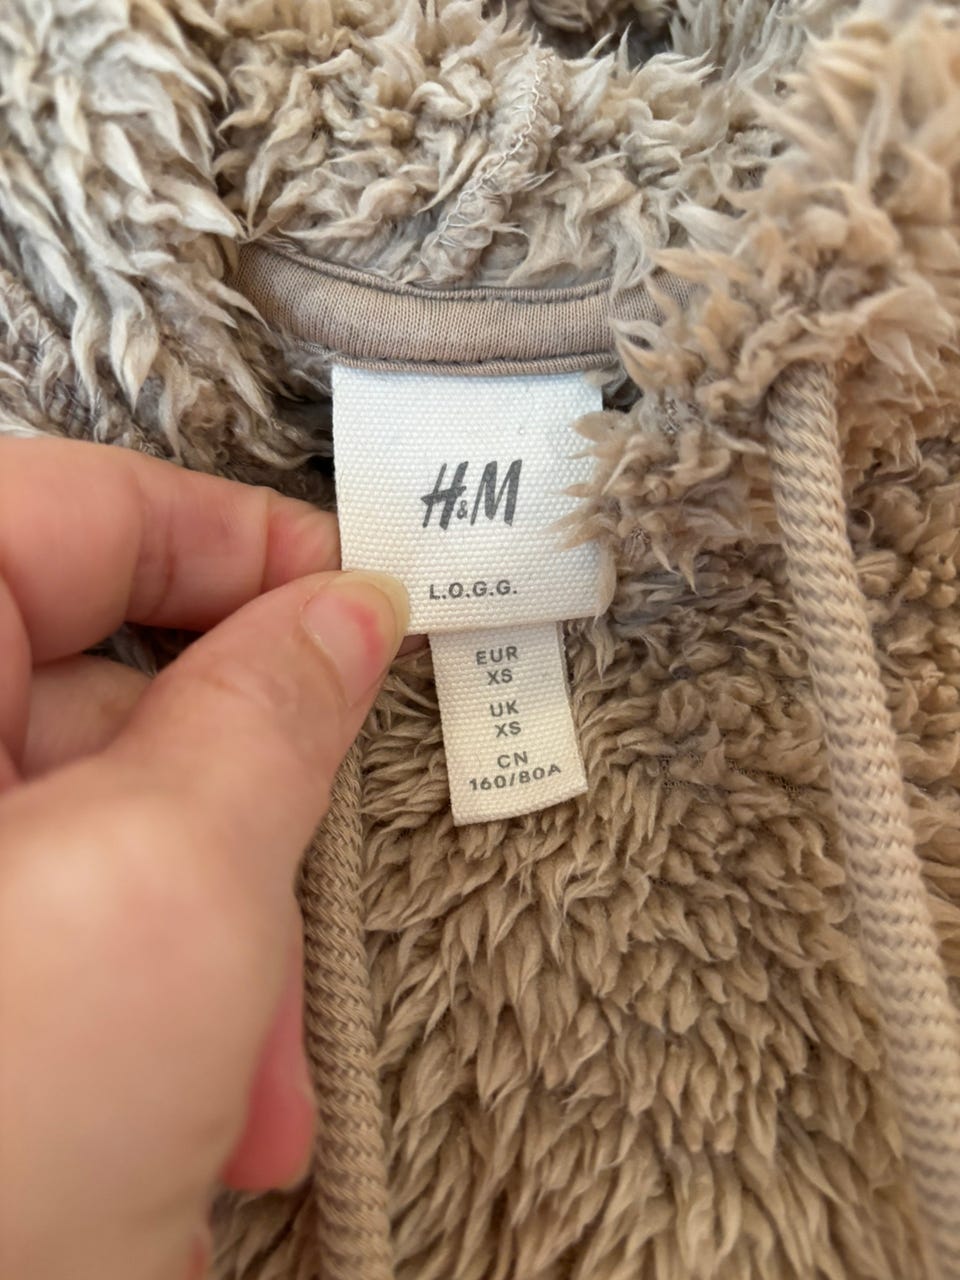 H&M
L.O.G.G.
EUR
XS
UK
XS
CN
160/80A